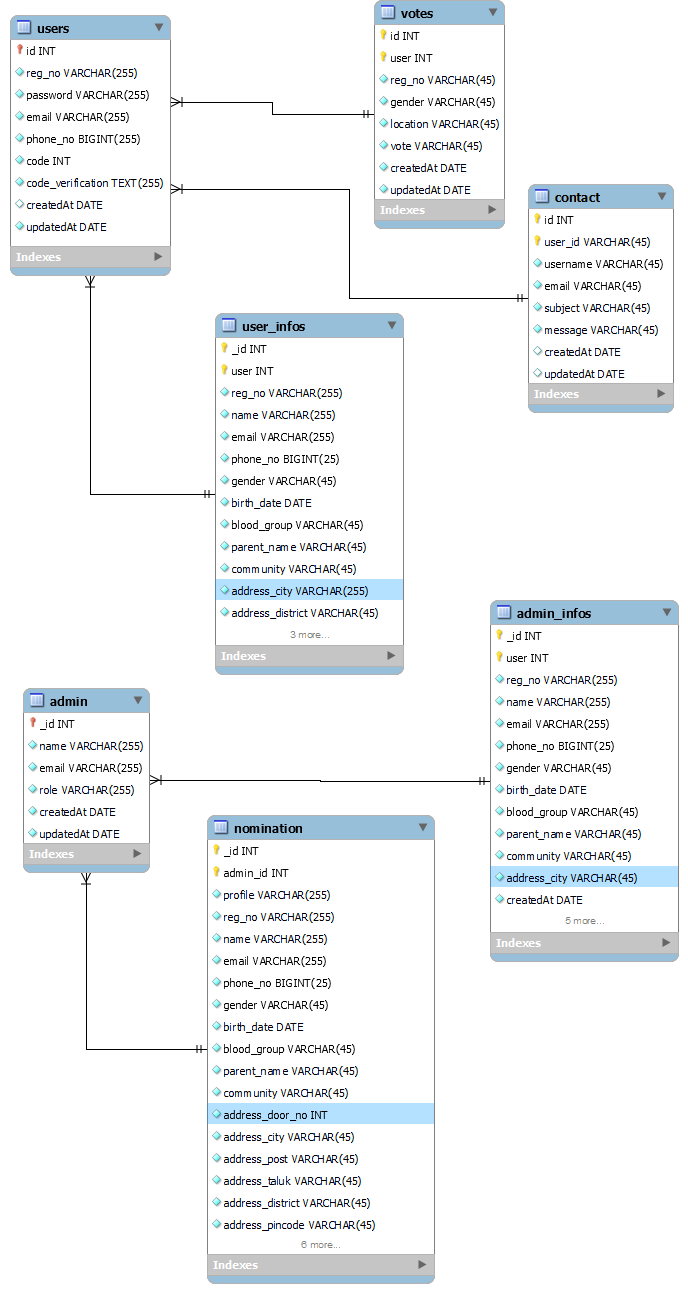 users
id INT
reg_no VARCHAR(255)
password VARCHAR(255)
email VARCHAR(255)
phone_no BIGINT(255)
code INT
code_verification TEXT(255)
createdAt DATE
updatedAt DATE
Indexes
votes
id INT
user INT
reg_no VARCHAR(45)
gender VARCHAR(45)
location VARCHAR(45)
vote VARCHAR(45)
createdAt DATE
updatedAt DATE
Indexes
contact
id INT
user_id VARCHAR(45)
username VARCHAR(45)
email VARCHAR(45)
subject VARCHAR(45)
message VARCHAR(45)
createdAt DATE
updatedAt DATE
Indexes
user_infos
_id INT
user INT
reg_no VARCHAR(255)
name VARCHAR(255)
email VARCHAR(255)
phone_no BIGINT(25)
gender VARCHAR(45)
birth_date DATE
blood_group VARCHAR(45)
parent_name VARCHAR(45)
community VARCHAR(45)
address_city VARCHAR(255)
address_district VARCHAR(45)
3 more...
Indexes
admin_infos
_id INT
user INT
reg_no VARCHAR(255)
name VARCHAR(255)
email VARCHAR(255)
phone_no BIGINT(25)
gender VARCHAR(45)
birth_date DATE
blood_group VARCHAR(45)
parent_name VARCHAR(45)
community VARCHAR(45)
address_city VARCHAR(45)
createdAt DATE
5 more...
Indexes
admin
_id INT
name VARCHAR(255)
email VARCHAR(255)
role VARCHAR(255)
createdAt DATE
updatedAt DATE
Indexes
nomination
_id INT
admin_id INT
profile VARCHAR(255)
reg_no VARCHAR(255)
name VARCHAR(255)
email VARCHAR(255)
phone_no BIGINT(25)
gender VARCHAR(45)
birth_date DATE
blood_group VARCHAR(45)
parent_name VARCHAR(45)
community VARCHAR(45)
address_door_no INT
address_city VARCHAR(45)
address_post VARCHAR(45)
address_taluk VARCHAR(45)
address_district VARCHAR(45)
address_pincode VARCHAR(45)
6 more...
Indexes